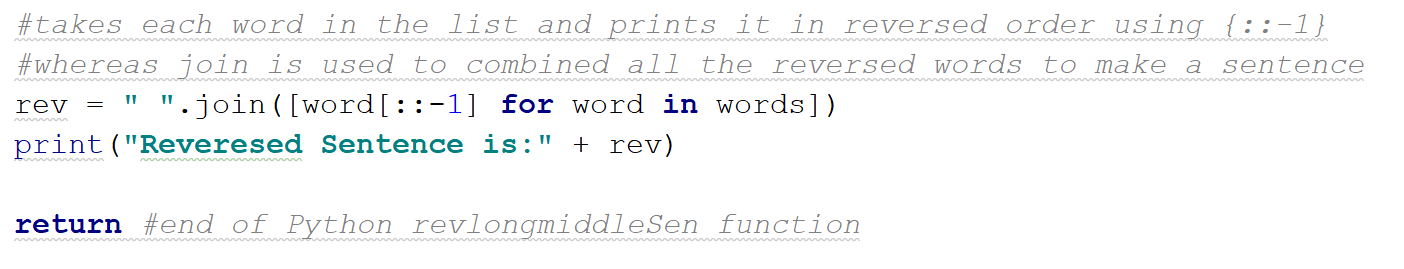 #takes each word in the list and prints it in reversed order using {::-1}
#whereas join is used to combined all the reversed words to make a sentence
rev = " ".join([word[::-1] for word in words])
print("Reveresed Sentence is:" + rev)
return #end of Python revlongmiddleSen function